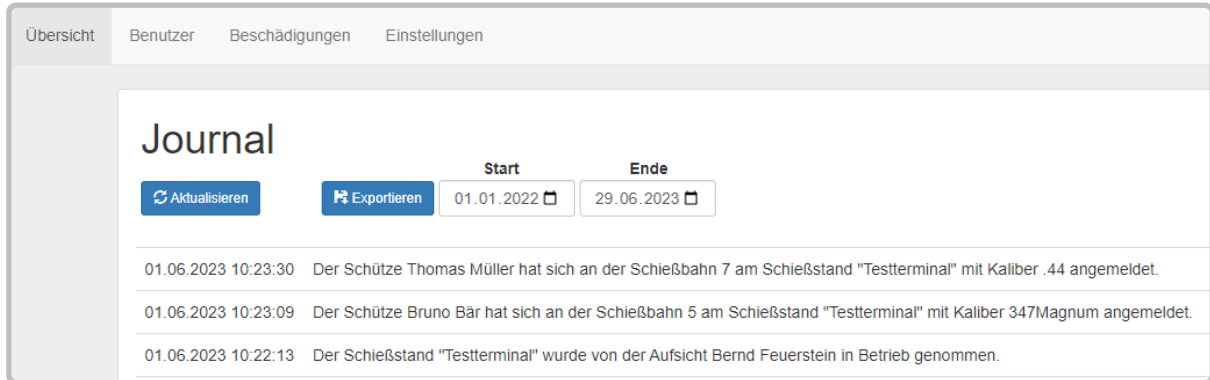 Übersicht Benutzer Beschädigungen Einstellungen
Journal
Start Ende
Aktualisieren Exportieren 01.01.2022 29.06.2023
01.06.2023 10:23:30 Der Schütze Thomas Müller hat sich an der Schießbahn 7 am Schießstand "Testterminal" mit Kaliber .44 angemeldet.
01.06.2023 10:23:09 Der Schütze Bruno Bär hat sich an der Schießbahn 5 am Schießstand "Testterminal" mit Kaliber 347Magnum angemeldet.
01.06.2023 10:22:13 Der Schießstand "Testterminal" wurde von der Aufsicht Bernd Feuerstein in Betrieb genommen.